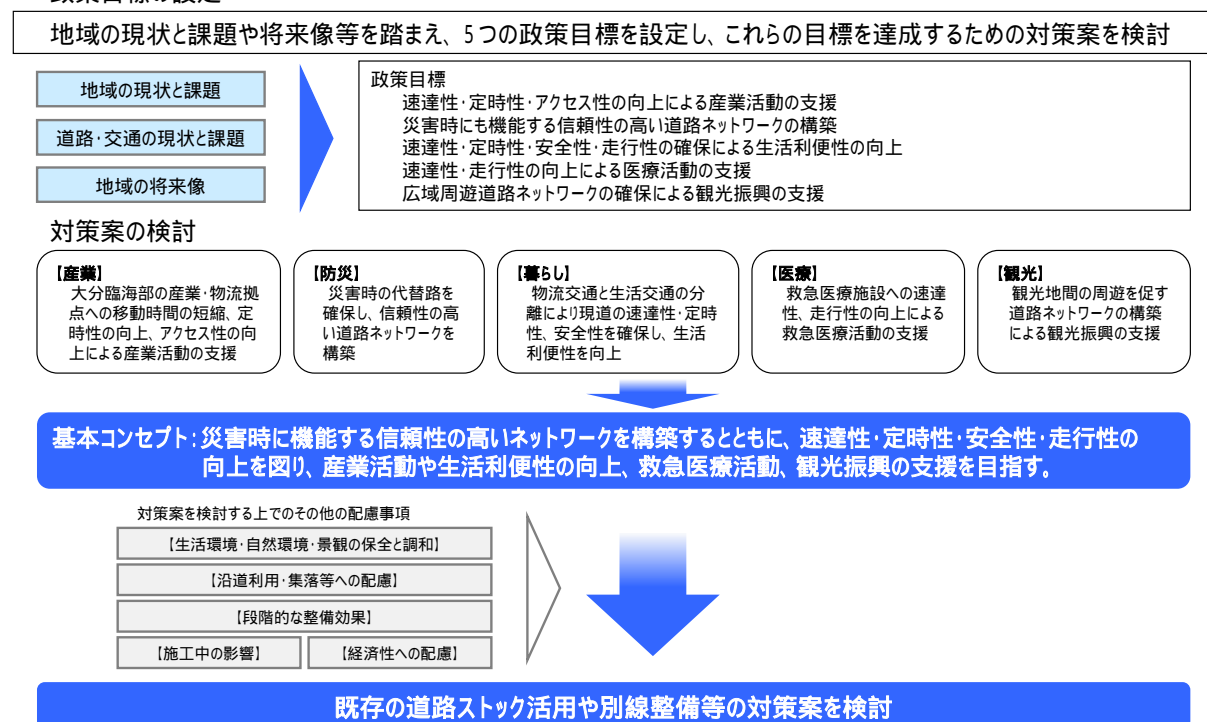 地域の現状と課題や将来像等を踏まえ、5つの政策目標を設定し、これらの目標を達成するための対策案を検討
地域の現状と課題
道路・交通の現状と課題
地域の将来像
政策目標
速達性・定時性・アクセス性の向上による産業活動の支援
災害時にも機能する信頼性の高い道路ネットワークの構築
速達性・定時性・安全性・走行性の確保による生活利便性の向上
速達性・走行性の向上による医療活動の支援
広域周遊道路ネットワークの確保による観光振興の支援
対策案の検討
【産業】
大分臨海部の産業・物流拠
点への移動時間の短縮、定
時性の向上、アクセス性の向
上による産業活動の支援
【防災】
災害時の代替路を
確保し、信頼性の高
い道路ネットワークを
構築
【暮らし】
物流交通と生活交通の分
離により現道の速達性・定時
性、安全性を確保し、生活
利便性を向上
【医療】
救急医療施設への速達
性、走行性の向上による
救急医療活動の支援
【観光】
観光地間の周遊を促す
道路ネットワークの構築
による観光振興の支援
基本コンセプト:災害時に機能する信頼性の高いネットワークを構築するとともに、速達性・定時性・安全性・走行性の
向上を図り、産業活動や生活利便性の向上、救急医療活動、観光振興の支援を目指す。
対策案を検討する上でのその他の配慮事項
【生活環境・自然環境・景観の保全と調和】
【沿道利用・集落等への配慮】
【段階的な整備効果】
【施工中の影響】
【経済性への配慮】
既存の道路ストック活用や別線整備等の対策案を検討